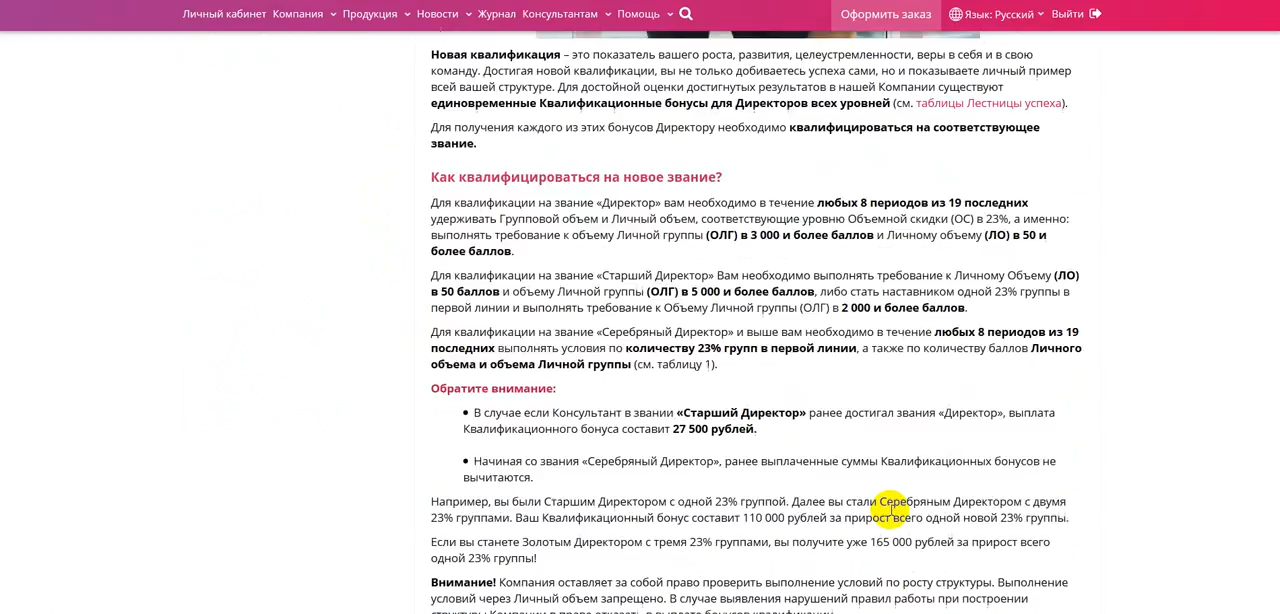 Личный кабинет Компания Продукция Новости Журнал Консультантам Помощь Оформить заказ Язык: Русский Выйти
Новая квалификация – это показатель вашего роста, развития, целеустремленности, веры в себя и в свою
команду. Достигая новой квалификации, вы не только добиваетесь успеха сами, но и показываете личный пример
всей вашей структуре. Для достойной оценки достигнутых результатов в нашей Компании существуют
единовременные Квалификационные бонусы для Директоров всех уровней (см. таблицы Лестницы успеха).
Для получения каждого из этих бонусов Директору необходимо квалифицироваться на соответствующее
звание.
Как квалифицироваться на новое звание?
Для квалификации на звание «Директор» вам необходимо в течение любых 8 периодов из 19 последних
удерживать Групповой объем и Личный объем, соответствующие уровню Объемной скидки (ОС) в 23%, а именно:
выполнять требование к объему Личной группы (ОЛГ) в 3 000 и более баллов и Личному объему (ЛО) в 50 и
более баллов.
Для квалификации на звание «Старший Директор» Вам необходимо выполнять требование к Личному Объему (ЛО)
в 50 баллов и объему Личной группы (ОЛГ) в 5 000 и более баллов, либо стать наставником одной 23% группы в
первой линии и выполнять требование к Объему Личной группы (ОЛГ) в 2 000 и более баллов.
Для квалификации на звание «Серебряный Директор» и выше вам необходимо в течение любых 8 периодов из 19
последних выполнять условия по количеству 23% групп в первой линии, а также по количеству баллов Личного
объема и объема Личной группы (см. таблицу 1).
Обратите внимание:
• В случае если Консультант в звании «Старший Директор» ранее достигал звания «Директор», выплата
Квалификационного бонуса составит 27 500 рублей.
• Начиная со звания «Серебряный Директор», ранее выплаченные суммы Квалификационных бонусов не
вычитаются.
Например, вы были Старшим Директором с одной 23% группой. Далее вы стали Серебряным Директором с двумя
23% группами. Ваш Квалификационный бонус составит 110 000 рублей за прирост всего одной новой 23% группы.
Если вы станете Золотым Директором с тремя 23% группами, вы получите уже 165 000 рублей за прирост всего
одной 23% группы!
Внимание! Компания оставляет за собой право проверить выполнение условий по росту структуры. Выполнение
условий через Личный объем запрещено. В случае выявления нарушений правил работы при построении
структуры Компания вправе отказать в выплате бонусов квалификации.